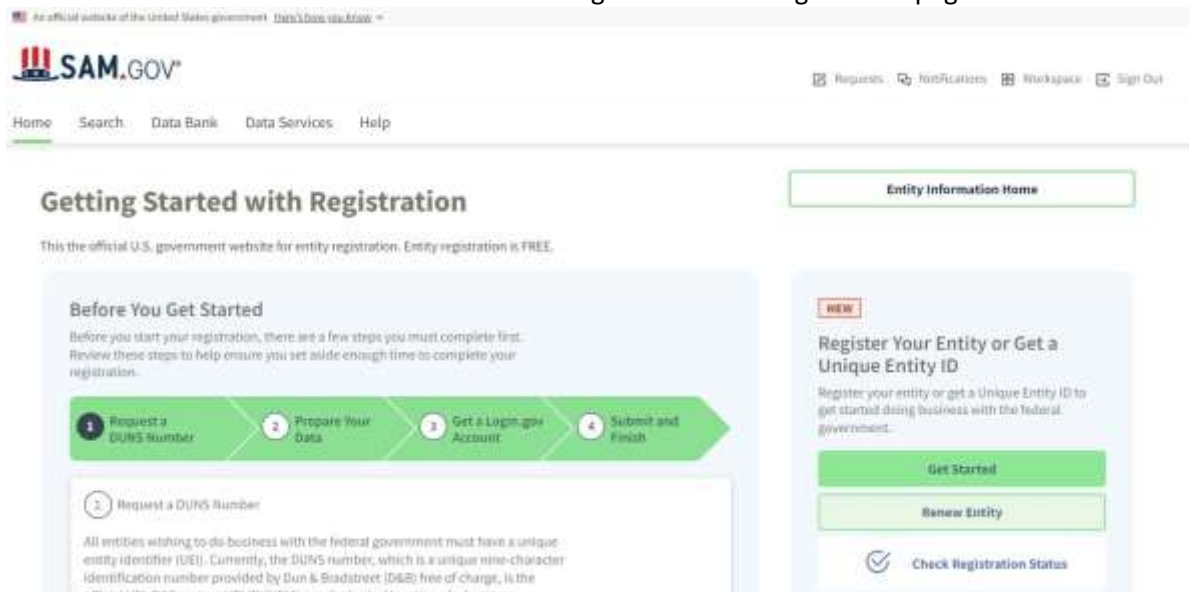 An official website of the United States government Here's how you know
SAM.GOV®
Requests Notifications Workspace Sign Out
Home Search Data Bank Data Services Help
Getting Started with Registration
Entity Information Home
This the official U.S. government website for entity registration. Entity registration is FREE.
Before You Get Started
Before you start your registration, there are a few steps you must complete first.
Review these steps to help ensure you set aside enough time to complete your
registration.
1 Request a
DUNS Number
2 Prepare Your
Data
3 Get a Login.gov
Account
4 Submit and
Finish
1 Request a DUNS Number
All entities wishing to do business with the federal government must have a unique
entity identifier (UEI). Currently, the DUNS number, which is a unique nine-character
identification number provided by Dun & Bradstreet (D&B) free of charge, is the
NEW
Register Your Entity or Get a
Unique Entity ID
Register your entity or get a Unique Entity ID to
get started doing business with the federal
government.
Get Started
Renew Entity
Check Registration Status